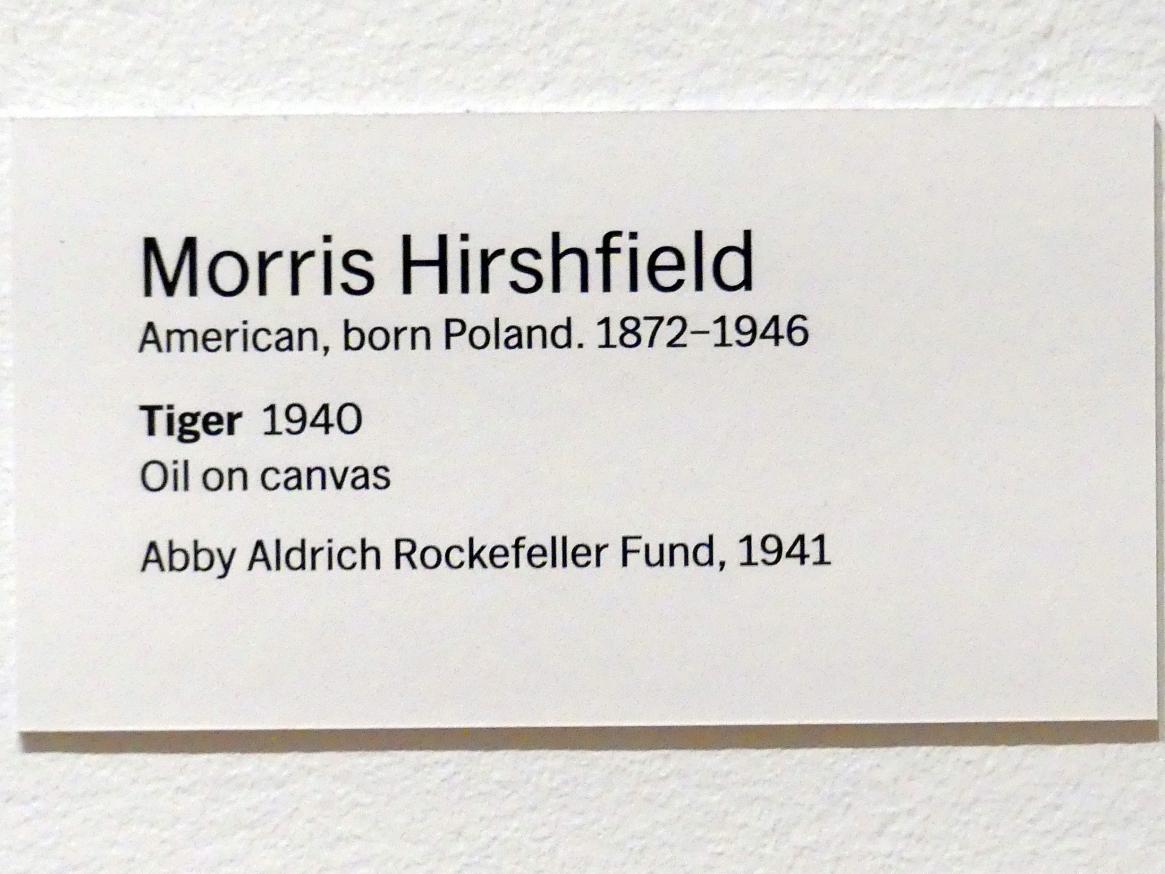 Morris Hirshfield
American, born Poland. 1872–1946
Tiger 1940
Oil on canvas
Abby Aldrich Rockefeller Fund, 1941